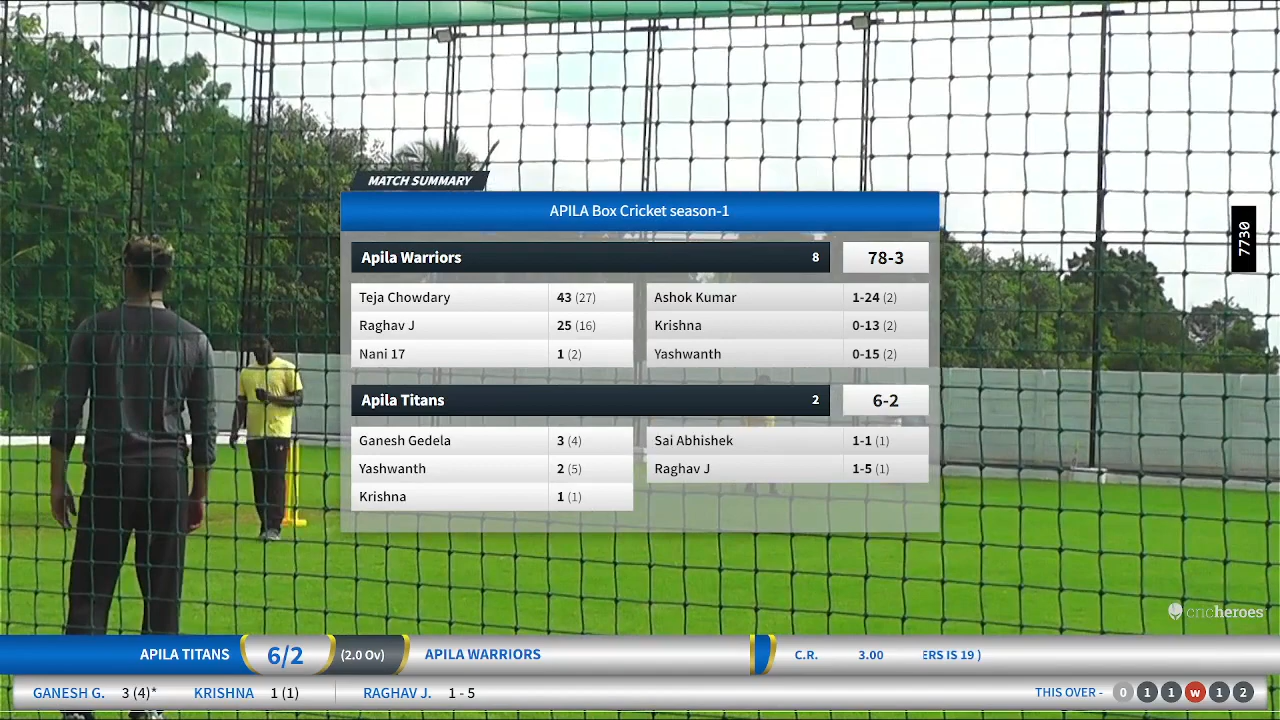 MATCH SUMMARY
APILA Box Cricket season-1
Apila Warriors 8 78-3
Teja Chowdary 43 (27) Ashok Kumar 1-24 (2)
Raghav J 25 (16) Krishna 0-13 (2)
Nani 17 1 (2) Yashwanth 0-15 (2)
Apila Titans 2 6-2
Ganesh Gedela 3 (4) Sai Abhishek 1-1 (1)
Yashwanth 2 (5) Raghav J 1-5 (1)
Krishna 1 (1)
7730
cricheroes
APILA TITANS 6/2 (2.0 Ov) APILA WARRIORS C.R. 3.00 ERS IS 19 )
GANESH G. 3 (4)* KRISHNA 1 (1) RAGHAV J. 1 - 5 THIS OVER - 0 1 1 w 1 2